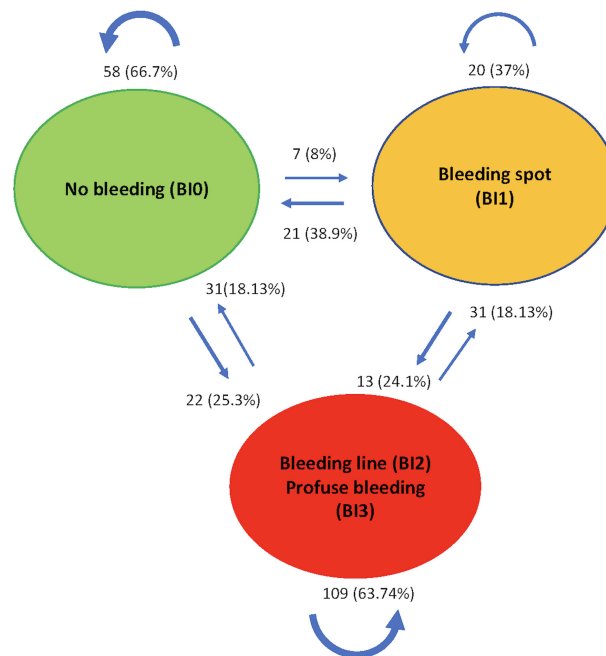 58 (66.7%)
20 (37%)
No bleeding (BI0)
7 (8%)
21 (38.9%)
Bleeding spot
(BI1)
31(18.13%)
22 (25.3%)
31 (18.13%)
13 (24.1%)
Bleeding line (BI2)
Profuse bleeding
(BI3)
109 (63.74%)